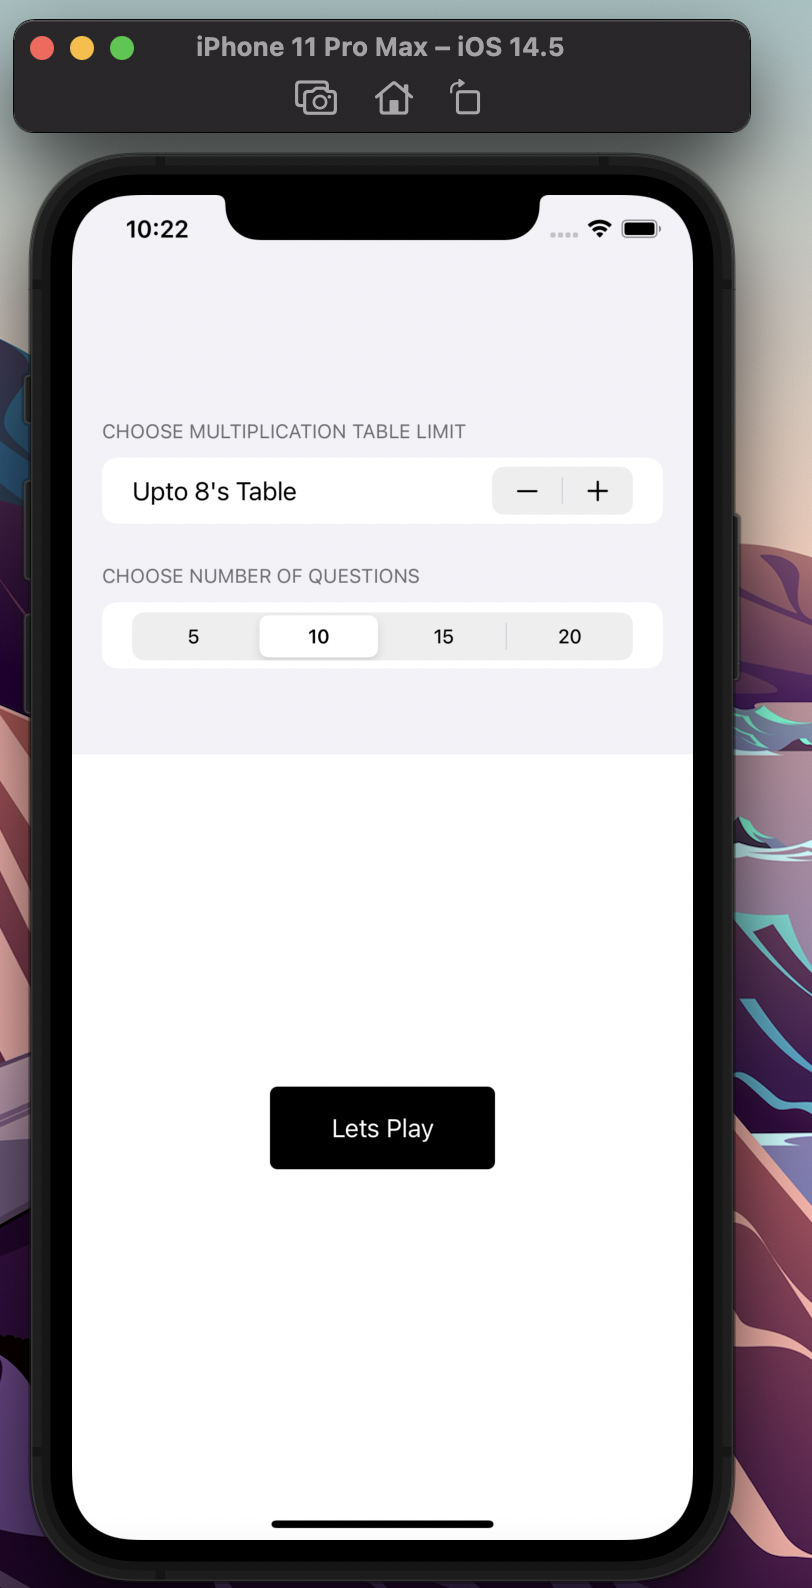 iPhone 11 Pro Max – iOS 14.5
10:22
CHOOSE MULTIPLICATION TABLE LIMIT
Upto 8's Table
CHOOSE NUMBER OF QUESTIONS
5 10 15 20
Lets Play